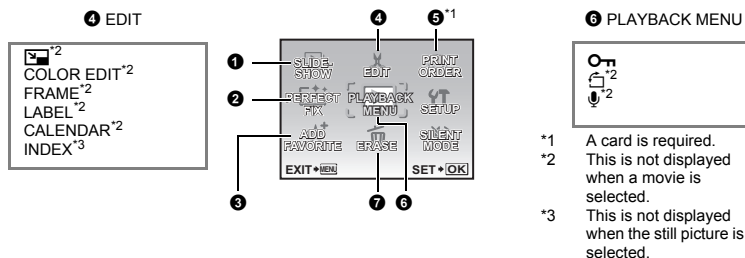 ❹ EDIT
*2
COLOR EDIT*2
FRAME*2
LABEL*2
CALENDAR*2
INDEX*3
❹ ❺*1
❶ SLIDE-SHOW EDIT PRINT ORDER
❷ PERFECT FIX PLAYBACK MENU SETUP
ADD FAVORITE ERASE SILENT MODE
EXIT MENU SET OK
❸ ❼ ❻
❻ PLAYBACK MENU
*2
*2
*1 A card is required.
*2 This is not displayed
when a movie is
selected.
*3 This is not displayed
when the still picture is
selected.